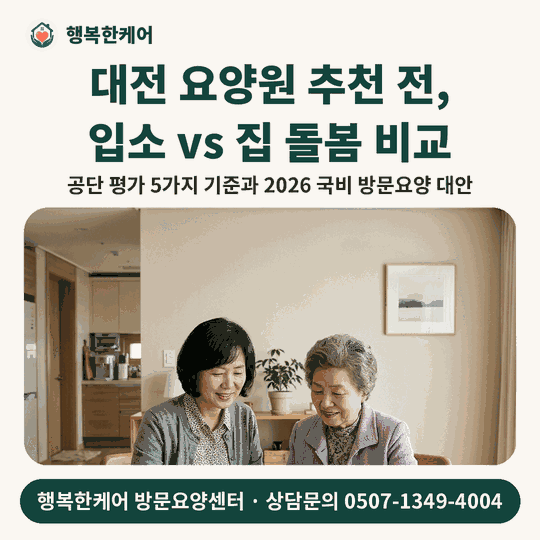 행복한케어
대전 요양원 추천 전,
입소 vs 집 돌봄 비교
공단 평가 5가지 기준과 2026 국비 방문요양 대안
행복한케어 방문요양센터 · 상담문의 0507-1349-4004